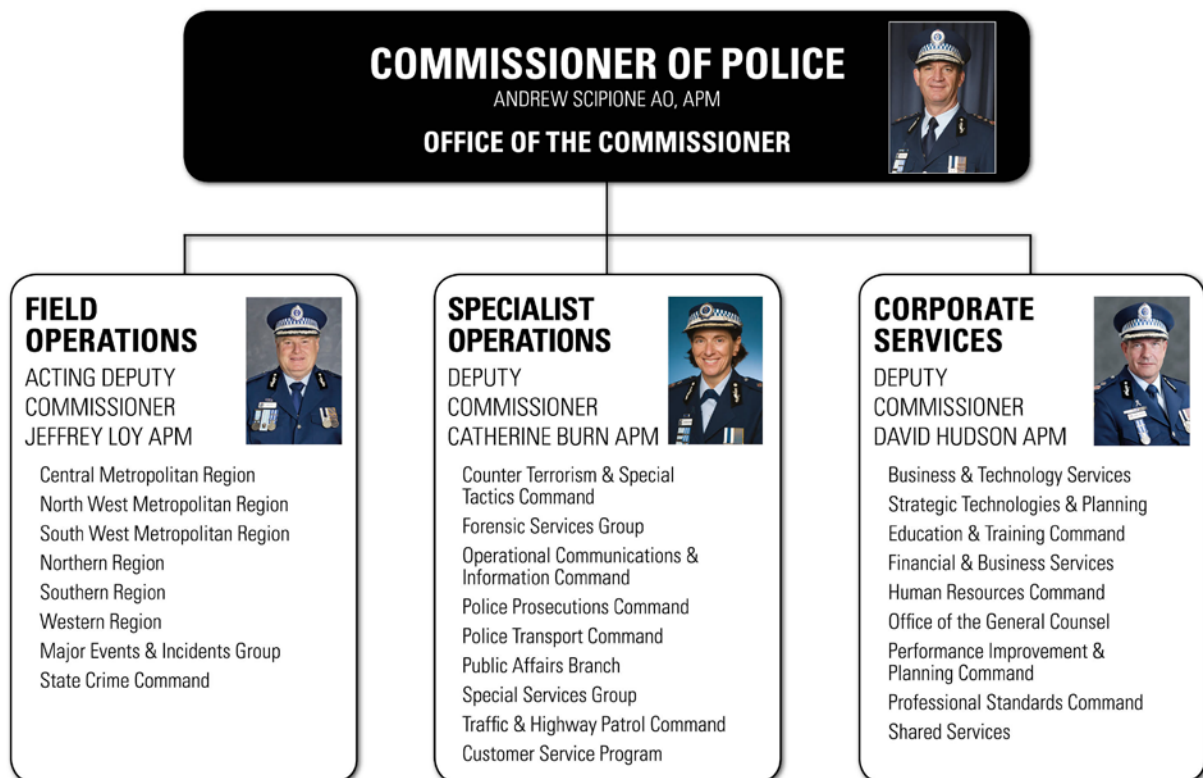 COMMISSIONER OF POLICE
ANDREW SCIPIONE AO, APM
OFFICE OF THE COMMISSIONER
FIELD
OPERATIONS
ACTING DEPUTY
COMMISSIONER
JEFFREY LOY APM
Central Metropolitan Region
North West Metropolitan Region
South West Metropolitan Region
Northern Region
Southern Region
Western Region
Major Events & Incidents Group
State Crime Command
SPECIALIST
OPERATIONS
DEPUTY
COMMISSIONER
CATHERINE BURN APM
Counter Terrorism & Special
Tactics Command
Forensic Services Group
Operational Communications &
Information Command
Police Prosecutions Command
Police Transport Command
Public Affairs Branch
Special Services Group
Traffic & Highway Patrol Command
Customer Service Program
CORPORATE
SERVICES
DEPUTY
COMMISSIONER
DAVID HUDSON APM
Business & Technology Services
Strategic Technologies & Planning
Education & Training Command
Financial & Business Services
Human Resources Command
Office of the General Counsel
Performance Improvement &
Planning Command
Professional Standards Command
Shared Services